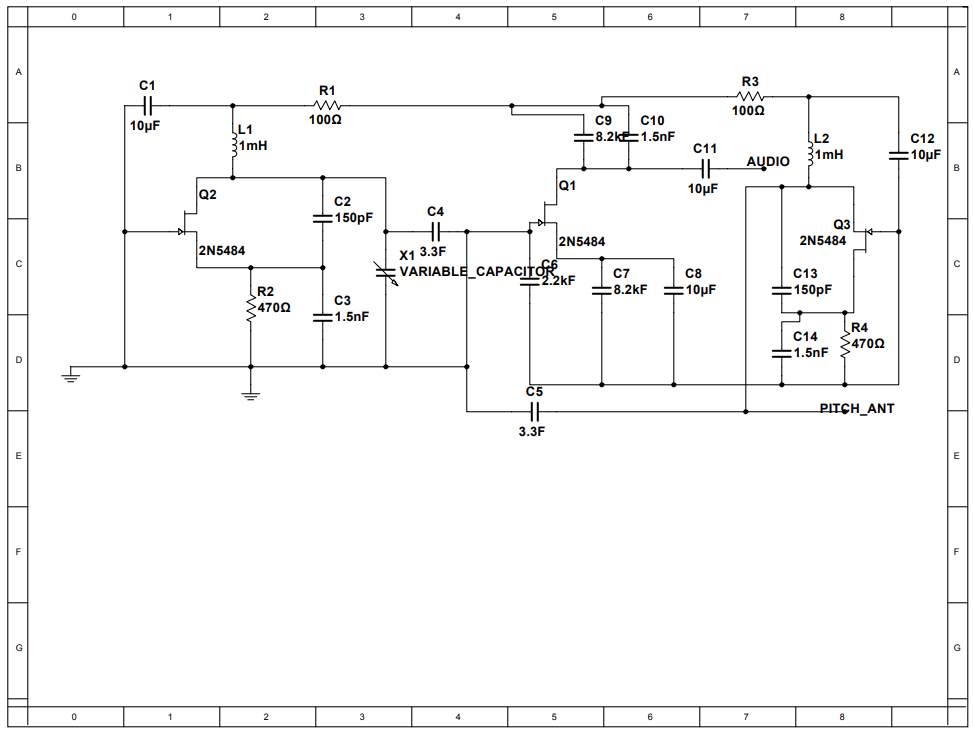 0 1 2 3 4 5 6 7 8
A A
B B
C C
D D
E E
F F
G G
C1
10µF
R1
100Ω
L1
1mH
Q2
2N5484
C2
150pF
R2
470Ω
C3
1.5nF
X1
VARIABLE_CAPACITOR
C4
3.3F
C9
8.2kF
C10
1.5nF
Q1
2N5484
C6
2.2kF
C7
8.2kF
C8
10µF
C5
3.3F
C11
10µF
AUDIO
R3
100Ω
L2
1mH
C12
10µF
Q3
2N5484
C13
150pF
C14
1.5nF
R4
470Ω
PITCH_ANT
0 1 2 3 4 5 6 7 8